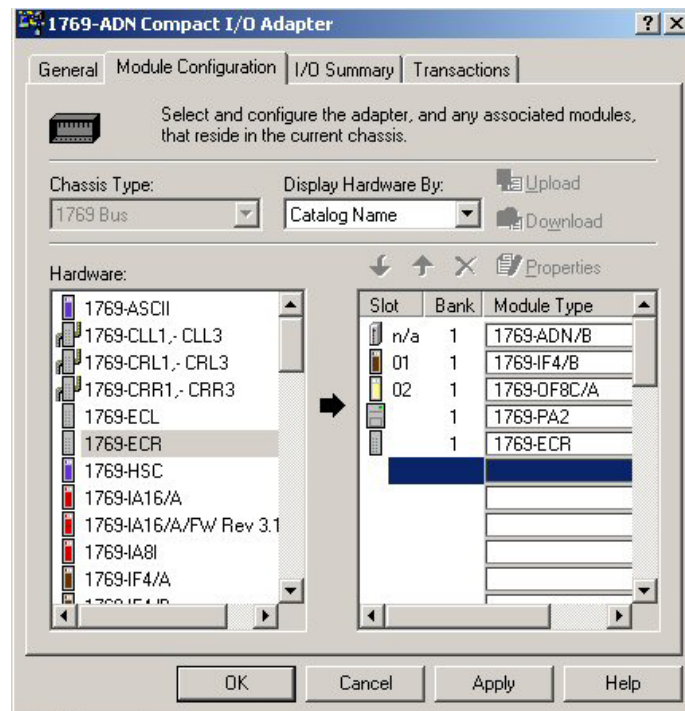 1769-ADN Compact I/O Adapter
General Module Configuration I/O Summary Transactions
Select and configure the adapter, and any associated modules,
that reside in the current chassis.
Chassis Type: Display Hardware By: Upload
1769 Bus Catalog Name Download
Properties
Hardware:
Slot Bank Module Type
1769-ASCII
1769-CLL1,- CLL3
1769-CRL1,- CRL3
1769-CRR1,- CRR3
1769-ECL
1769-ECR
1769-HSC
1769-IA16/A
1769-IA16/A/FW Rev 3.1
1769-IA8I
1769-IF4/A
n/a 1 1769-ADN/B
01 1 1769-IF4/B
02 1 1769-OF8C/A
1 1769-PA2
1 1769-ECR
OK Cancel Apply Help